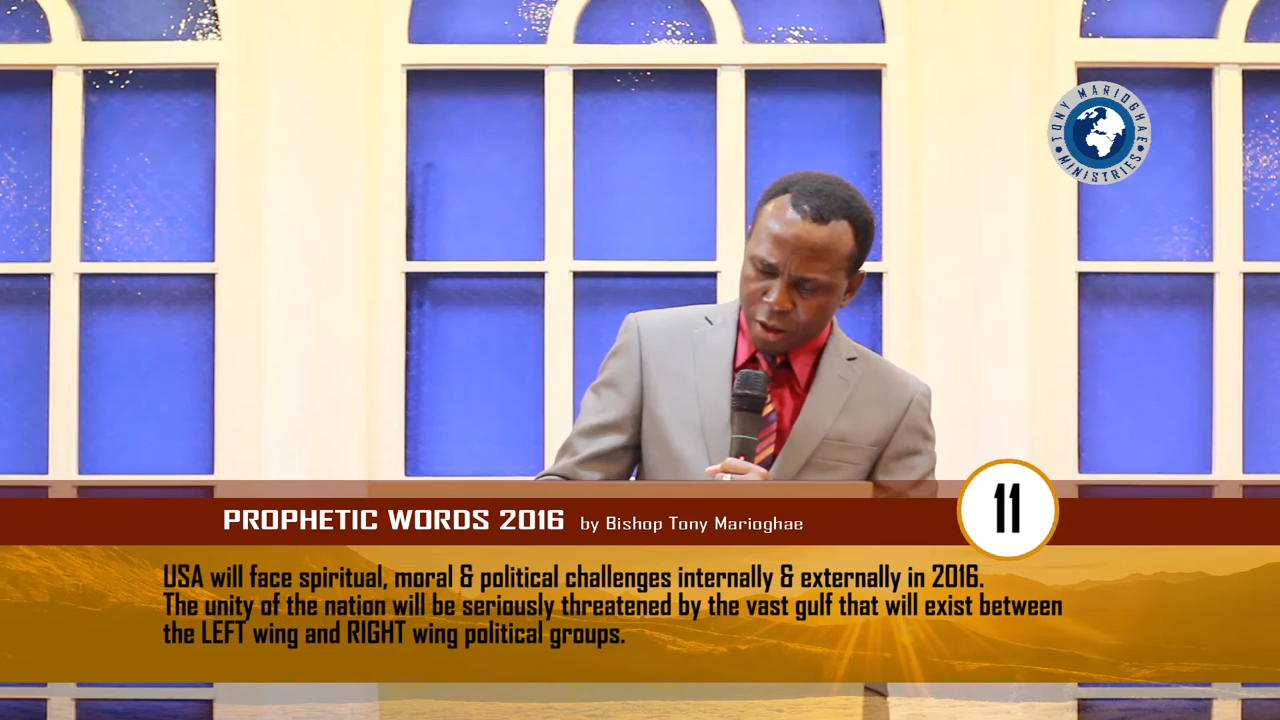 TONY MARIOGHAE
MINISTRIES
11
PROPHETIC WORDS 2016 by Bishop Tony Marioghae
USA will face spiritual, moral & political challenges internally & externally in 2016.
The unity of the nation will be seriously threatened by the vast gulf that will exist between
the LEFT wing and RIGHT wing political groups.